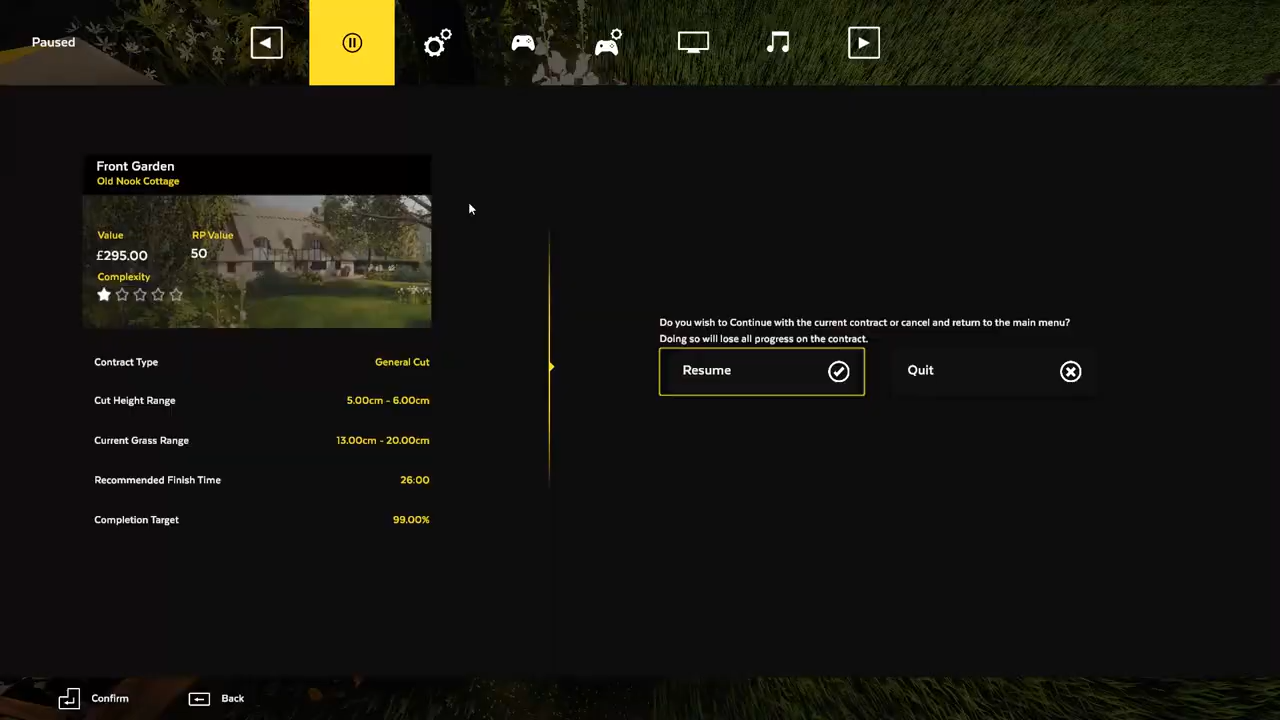 Paused
Front Garden
Old Nook Cottage
Value
RP Value
£295.00
50
Complexity
Contract Type
General Cut
Cut Height Range
5.00cm - 6.00cm
Current Grass Range
13.00cm - 20.00cm
Recommended Finish Time
26:00
Completion Target
99.00%
Do you wish to Continue with the current contract or cancel and return to the main menu?
Doing so will lose all progress on the contract.
Resume
Quit
Confirm
Back